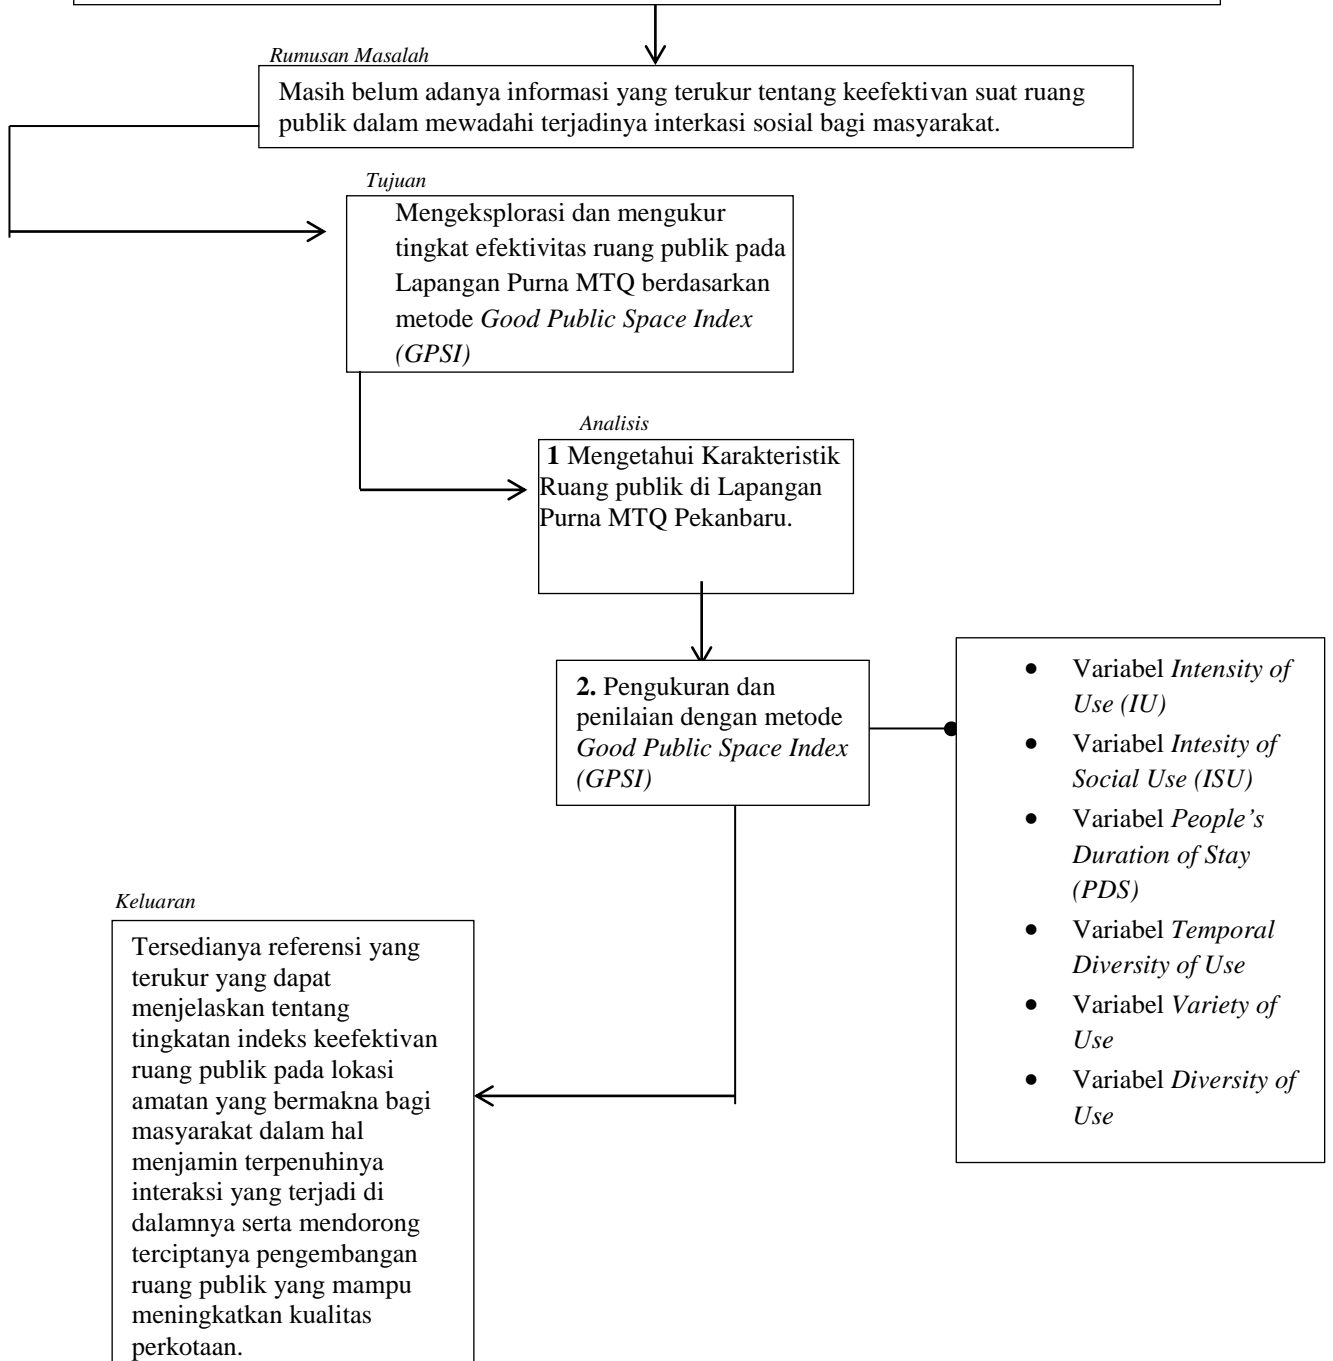 Rumusan Masalah
Masih belum adanya informasi yang terukur tentang keefektivan suat ruang
publik dalam mewadahi terjadinya interkasi sosial bagi masyarakat.
Tujuan
Mengeksplorasi dan mengukur
tingkat efektivitas ruang publik pada
Lapangan Purna MTQ berdasarkan
metode Good Public Space Index
(GPSI)
Analisis
1 Mengetahui Karakteristik
Ruang publik di Lapangan
Purna MTQ Pekanbaru.
2. Pengukuran dan
penilaian dengan metode
Good Public Space Index
(GPSI)
• Variabel Intensity of
Use (IU)
• Variabel Intesity of
Social Use (ISU)
• Variabel People’s
Duration of Stay
(PDS)
• Variabel Temporal
Diversity of Use
• Variabel Variety of
Use
• Variabel Diversity of
Use
Keluaran
Tersedianya referensi yang
terukur yang dapat
menjelaskan tentang
tingkatan indeks keefektivan
ruang publik pada lokasi
amatan yang bermakna bagi
masyarakat dalam hal
menjamin terpenuhinya
interaksi yang terjadi di
dalamnya serta mendorong
terciptanya pengembangan
ruang publik yang mampu
meningkatkan kualitas
perkotaan.